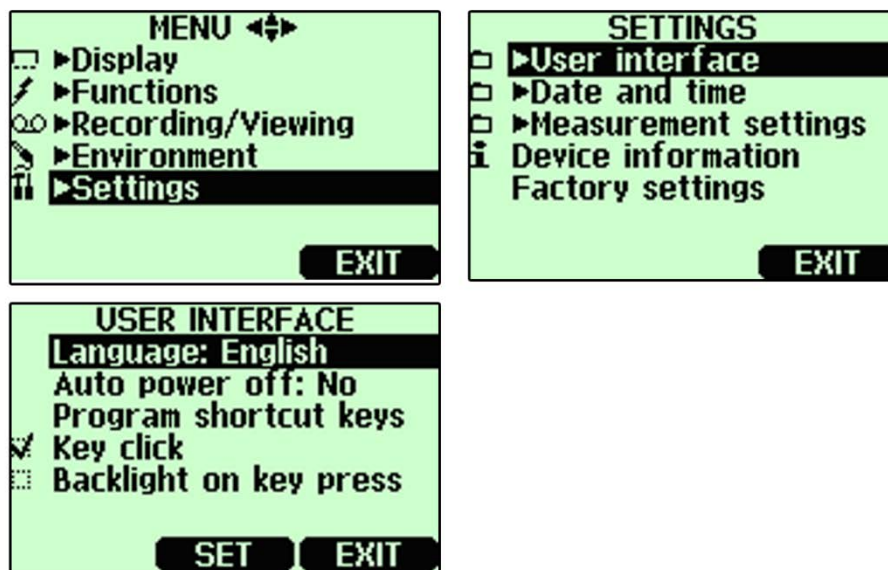 MENU
►Display
►Functions
►Recording/Viewing
►Environment
►Settings
EXIT
SETTINGS
►User interface
►Date and time
►Measurement settings
Device information
Factory settings
EXIT
USER INTERFACE
Language: English
Auto power off: No
Program shortcut keys
Key click
Backlight on key press
SET EXIT